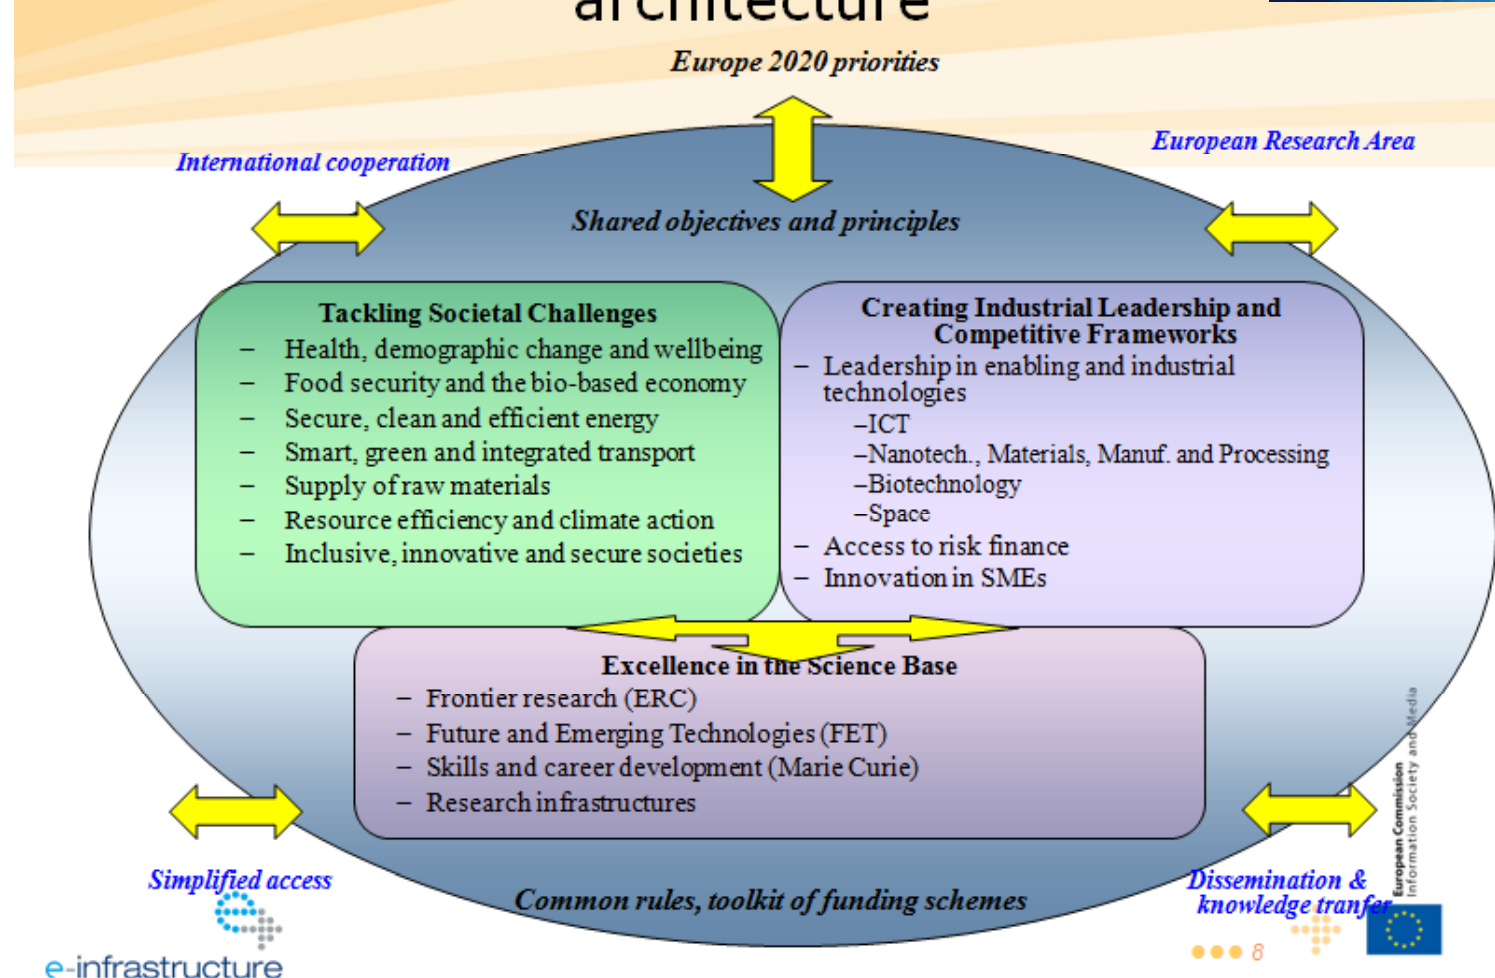 architecture
Europe 2020 priorities
International cooperation
European Research Area
Shared objectives and principles
Tackling Societal Challenges
– Health, demographic change and wellbeing
– Food security and the bio-based economy
– Secure, clean and efficient energy
– Smart, green and integrated transport
– Supply of raw materials
– Resource efficiency and climate action
– Inclusive, innovative and secure societies
Creating Industrial Leadership and
Competitive Frameworks
– Leadership in enabling and industrial
technologies
–ICT
–Nanotech., Materials, Manuf. and Processing
–Biotechnology
–Space
– Access to risk finance
– Innovation in SMEs
Excellence in the Science Base
– Frontier research (ERC)
– Future and Emerging Technologies (FET)
– Skills and career development (Marie Curie)
– Research infrastructures
Simplified access
Common rules, toolkit of funding schemes
Dissemination &
knowledge tranfer
European Commission
Information Society and Media
e-infrastructure
8